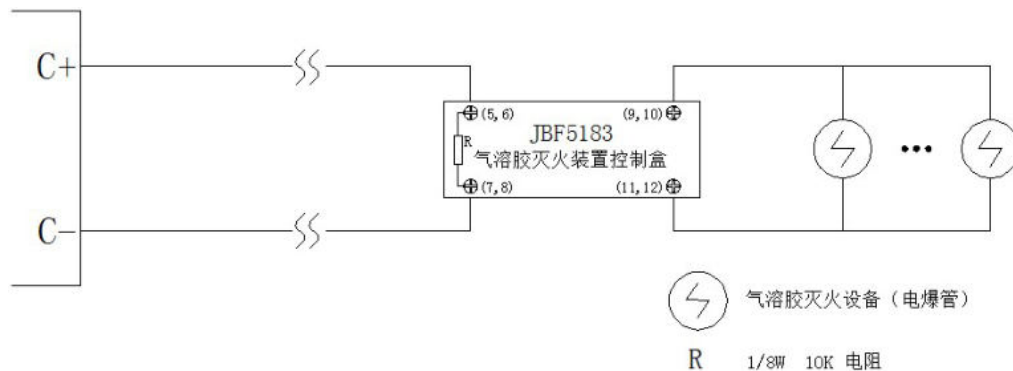 C+
(5,6) (9,10)
JBF5183
R
气溶胶灭火装置控制盒
(7,8) (11,12)
C-
气溶胶灭火设备（电爆管）
R 1/8W 10K 电阻